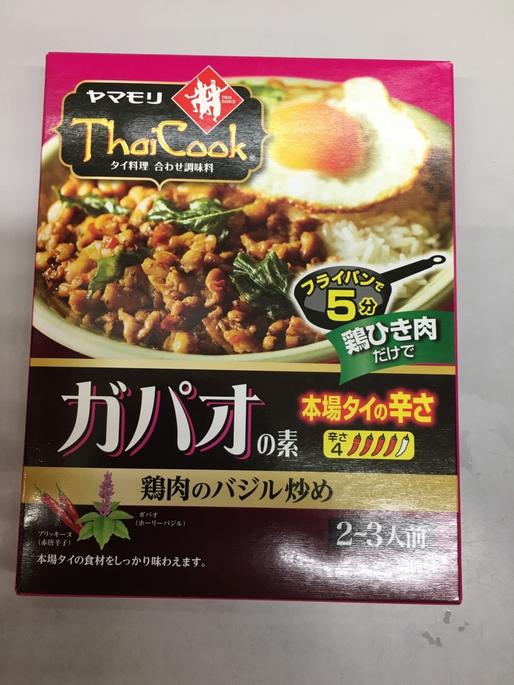 ヤマモリ
THAI DANCE
ThaiCook
タイ料理 合わせ調味料
フライパンで
5分
鶏ひき肉
だけで
ガパオの素
本場タイの辛さ
辛さ
4
鶏肉のバジル炒め
ガパオ
(ホーリーバジル)
プリッキーヌ
(赤唐辛子)
2~3人前
本場タイの食材をしっかり味わえます。